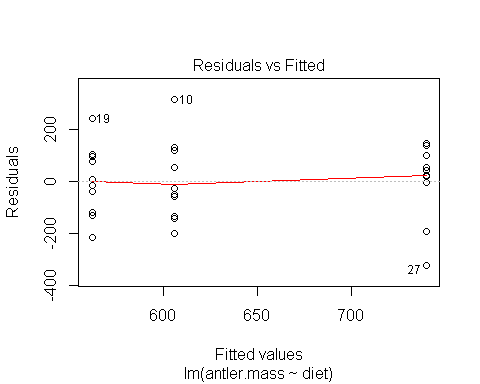 Residuals vs Fitted
Residuals
200
0
-200
-400
19
10
27
600
650
700
Fitted values
lm(antler.mass ~ diet)